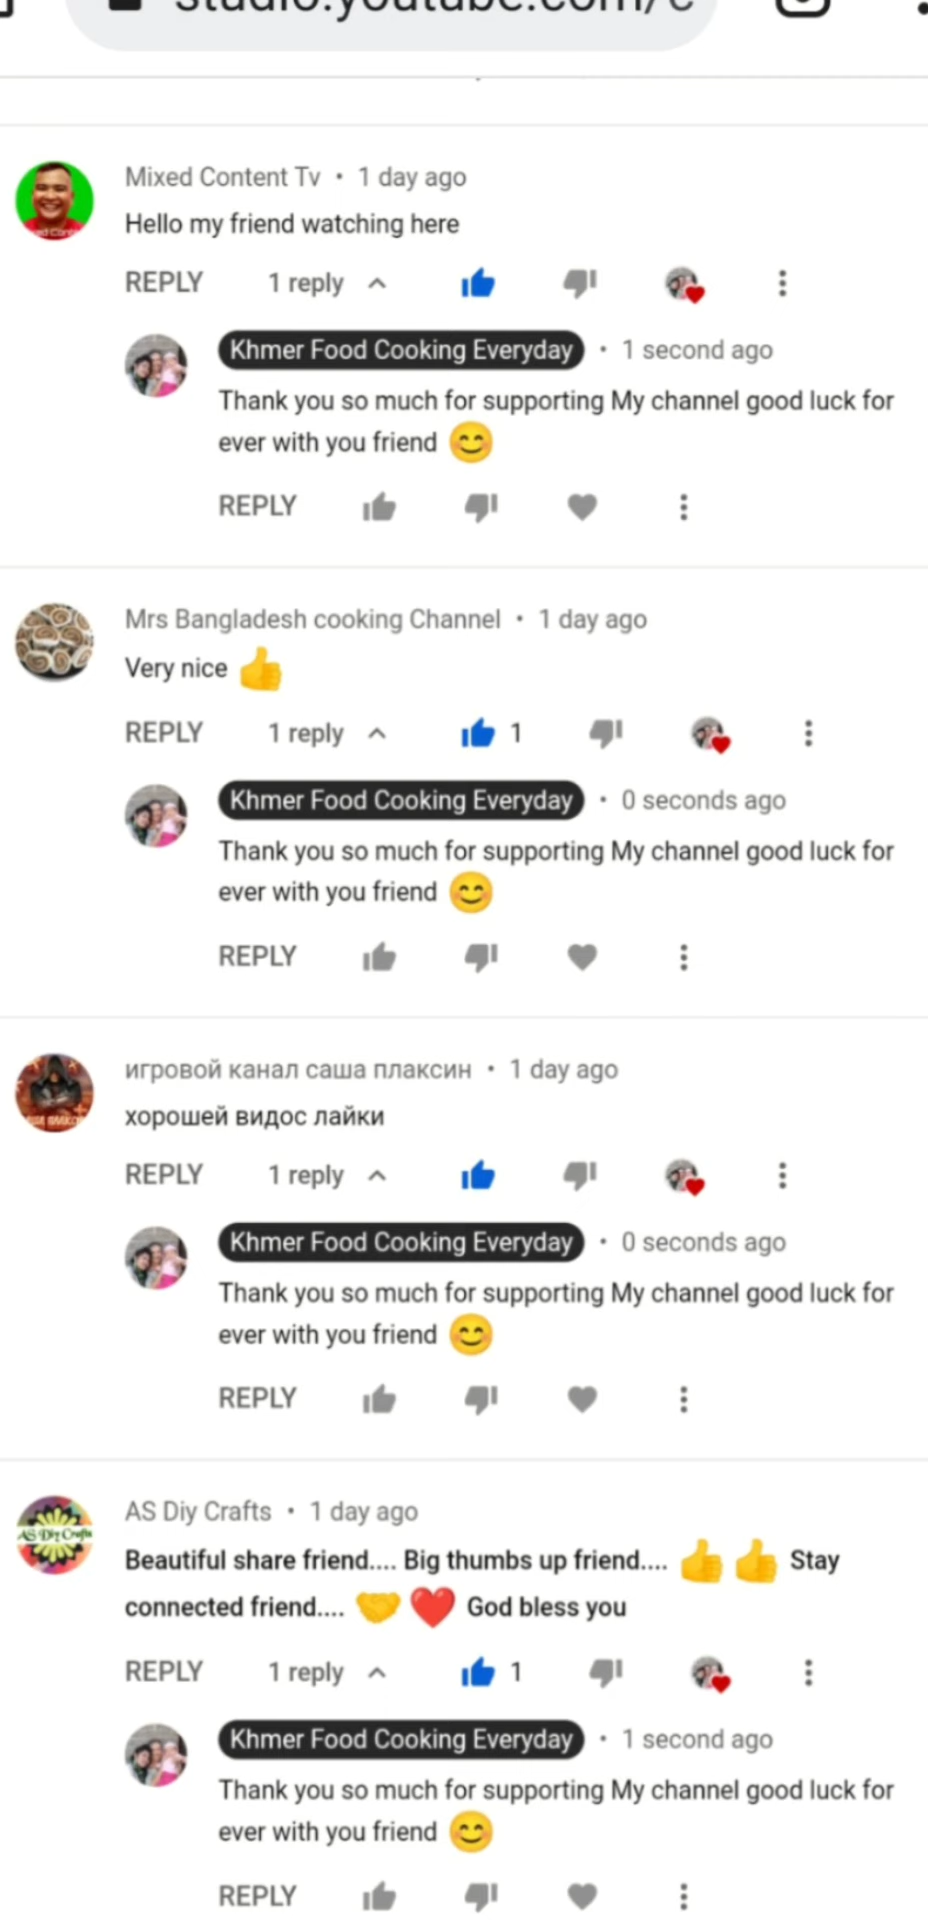 studio.youtube.com/c
Mixed Content Tv • 1 day ago
Hello my friend watching here
REPLY 1 reply
Khmer Food Cooking Everyday • 1 second ago
Thank you so much for supporting My channel good luck for
ever with you friend 😊
REPLY
Mrs Bangladesh cooking Channel • 1 day ago
Very nice 👍
REPLY 1 reply 1
Khmer Food Cooking Everyday • 0 seconds ago
Thank you so much for supporting My channel good luck for
ever with you friend 😊
REPLY
игровой канал саша плаксин • 1 day ago
хорошей видос лайки
REPLY 1 reply
Khmer Food Cooking Everyday • 0 seconds ago
Thank you so much for supporting My channel good luck for
ever with you friend 😊
REPLY
AS Diy Crafts • 1 day ago
AS Diy Crafts
Beautiful share friend.... Big thumbs up friend.... 👍👍 Stay
connected friend.... 🤝❤️ God bless you
REPLY 1 reply 1
Khmer Food Cooking Everyday • 1 second ago
Thank you so much for supporting My channel good luck for
ever with you friend 😊
REPLY